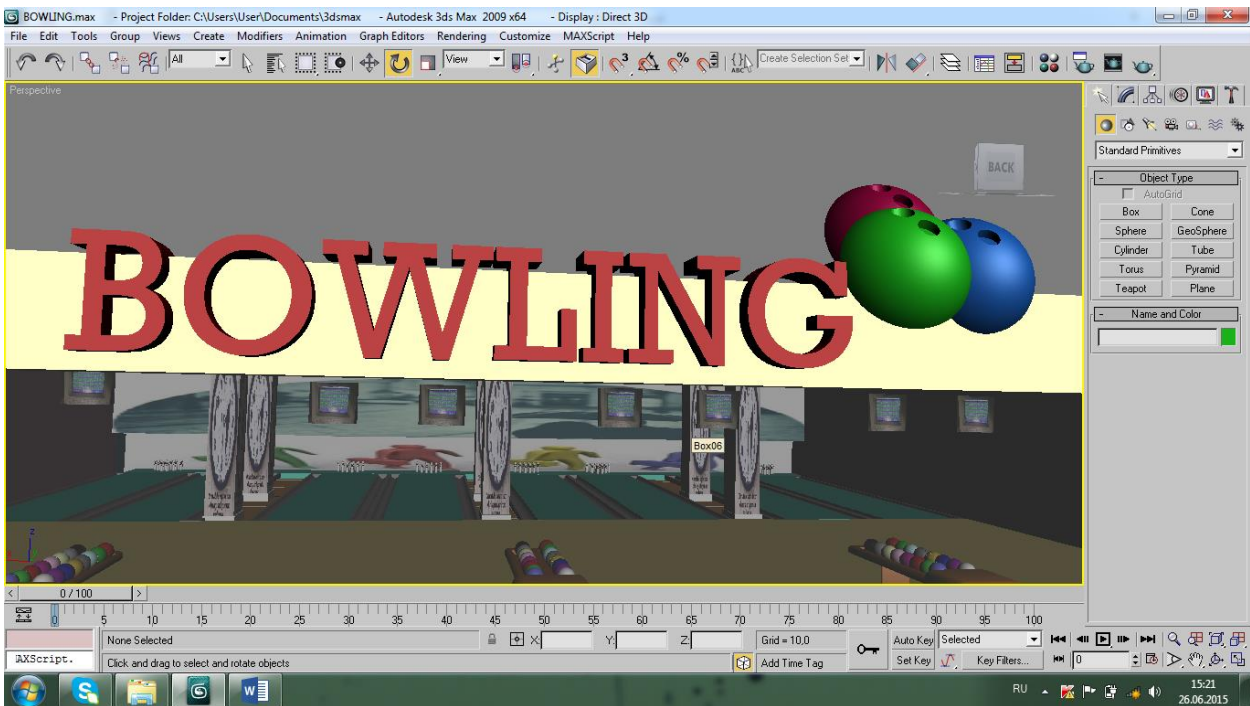 BOWLING.max - Project Folder: C:\Users\User\Documents\3dsmax - Autodesk 3ds Max 2009 x64 - Display : Direct 3D
File Edit Tools Group Views Create Modifiers Animation Graph Editors Rendering Customize MAXScript Help
All View Create Selection Set
Perspective
BACK
BOWLING
Box06
Standard Primitives
- Object Type
AutoGrid
Box Cone
Sphere GeoSphere
Cylinder Tube
Torus Pyramid
Teapot Plane
- Name and Color
z
< 0 / 100 >
0 5 10 15 20 25 30 35 40 45 50 55 60 65 70 75 80 85 90 95 100
None Selected X: Y: Z: Grid = 10,0 Auto Key Selected
AXScript. Click and drag to select and rotate objects Add Time Tag Set Key Key Filters... 0
RU 15:21
26.06.2015